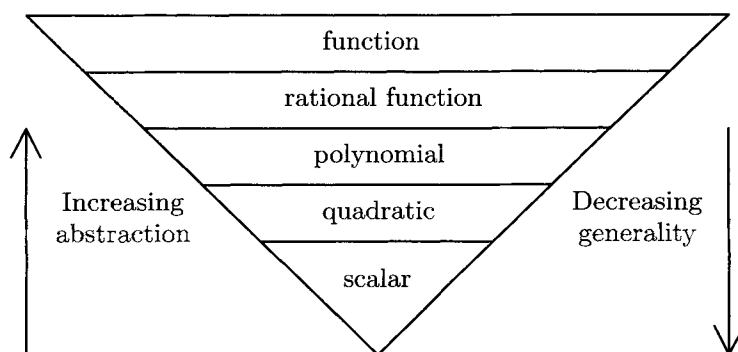 function
rational function
polynomial
quadratic
scalar
Increasing
abstraction
Decreasing
generality